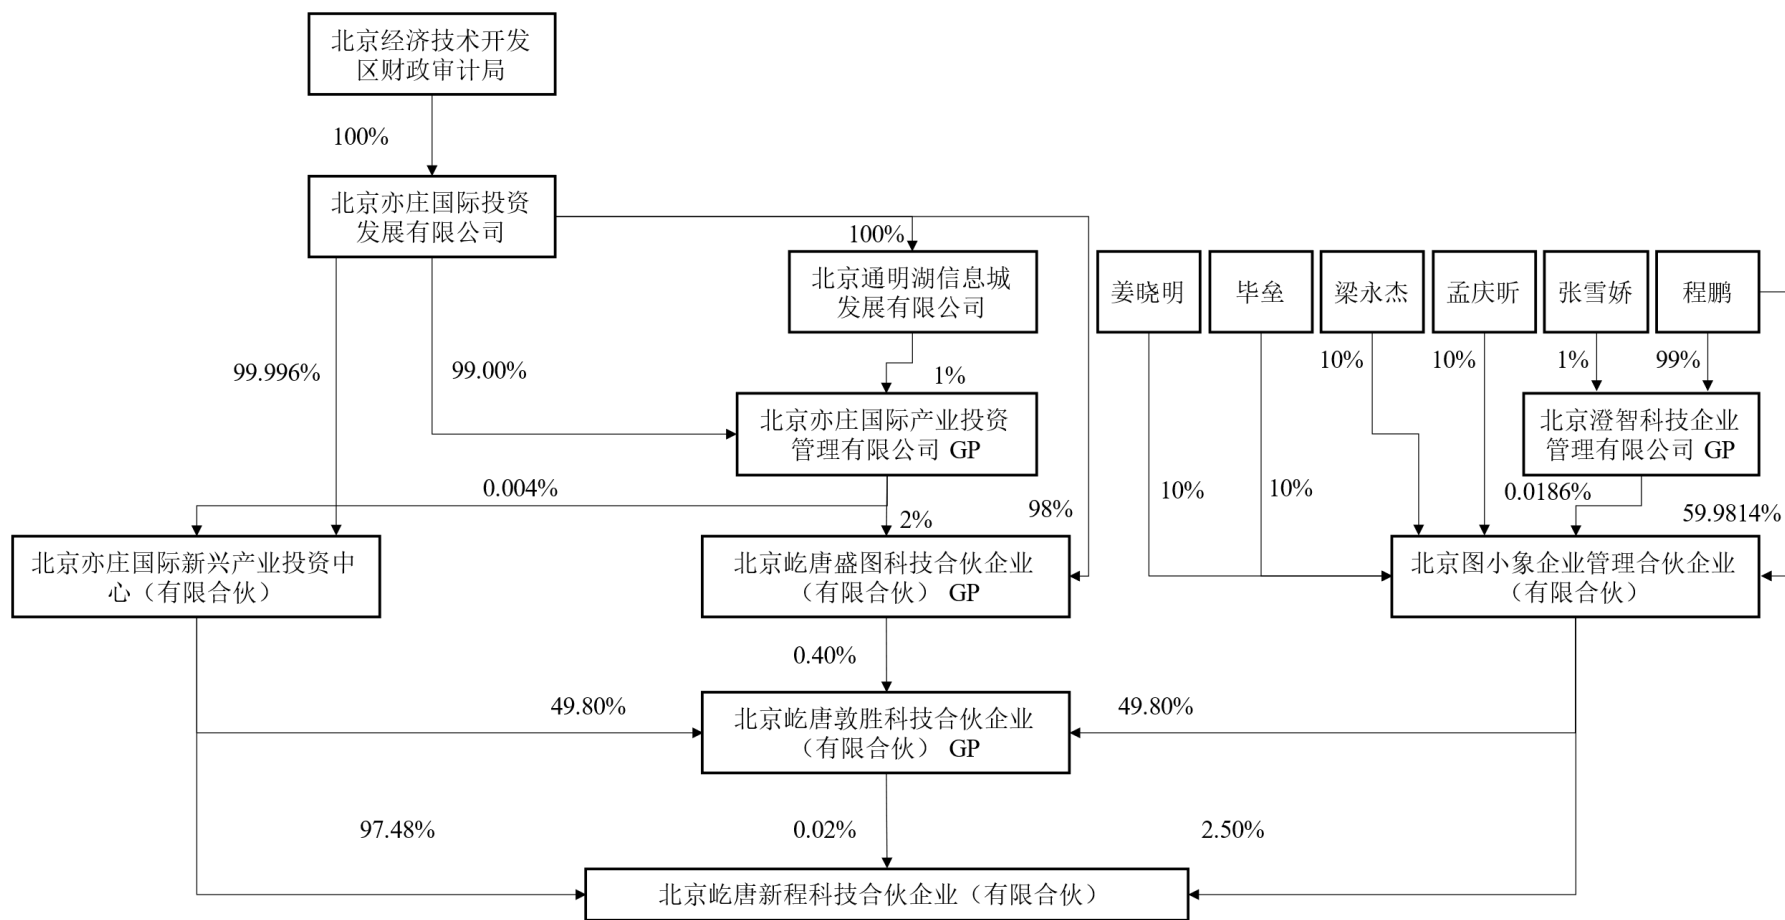 北京经济技术开发
区财政审计局
100%
北京亦庄国际投资
发展有限公司
100%
北京通明湖信息城
发展有限公司
姜晓明
毕垒
梁永杰
孟庆昕
张雪娇
程鹏
99.996%
99.00%
1%
10%
10%
1%
99%
北京亦庄国际产业投资
管理有限公司 GP
北京澄智科技企业
管理有限公司 GP
0.004%
2%
98%
10%
10%
0.0186%
59.9814%
北京亦庄国际新兴产业投资中
心（有限合伙）
北京屹唐盛图科技合伙企业
（有限合伙） GP
北京图小象企业管理合伙企业
（有限合伙）
0.40%
49.80%
北京屹唐敦胜科技合伙企业
（有限合伙） GP
49.80%
97.48%
0.02%
2.50%
北京屹唐新程科技合伙企业（有限合伙）